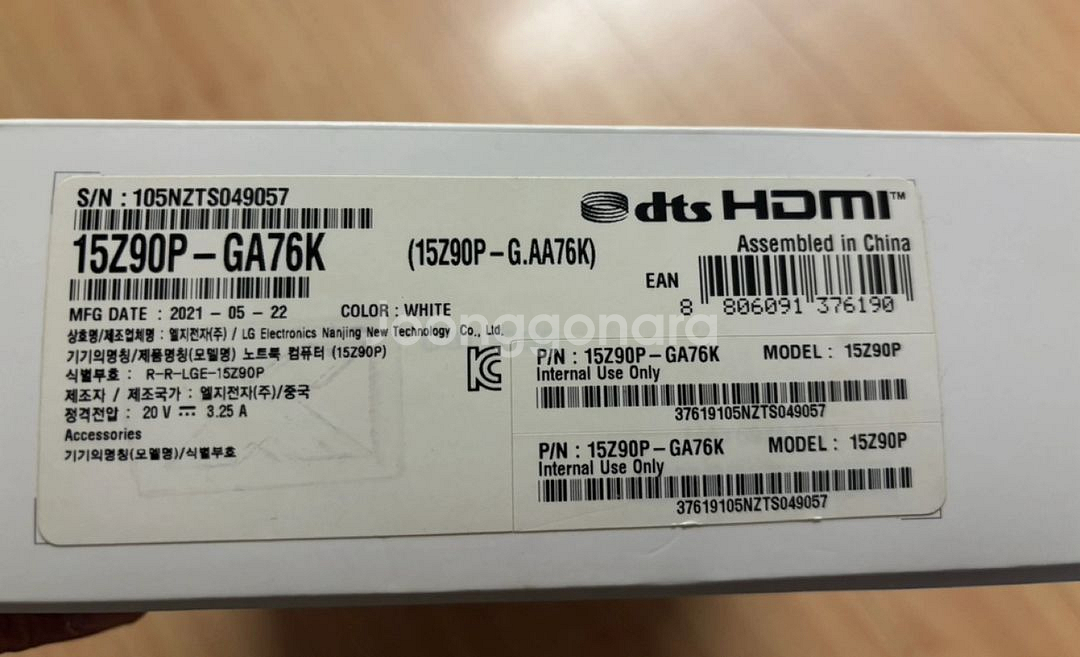 S/N : 105NZTS049057
15Z90P-GA76K
(15Z90P-G.AA76K)
MFG DATE : 2021 - 05 - 22
COLOR : WHITE
상호명/제조업체명 : 엘지전자(주) / LG Electronics Nanjing New Technology Co., Ltd.
기기의명칭/제품명칭(모델명) 노트북 컴퓨터 (15Z90P)
식별부호 : R-R-LGE-15Z90P
제조자 / 제조국가 : 엘지전자(주)/중국
정격전압 : 20 V ⎓ 3.25 A
Accessories
기기의명칭(모델명)/식별부호
dts HDMI™
Assembled in China
EAN
8 806091 376190
Joonggonara
P/N : 15Z90P-GA76K MODEL : 15Z90P
Internal Use Only
37619105NZTS049057
P/N : 15Z90P-GA76K MODEL : 15Z90P
Internal Use Only
37619105NZTS049057